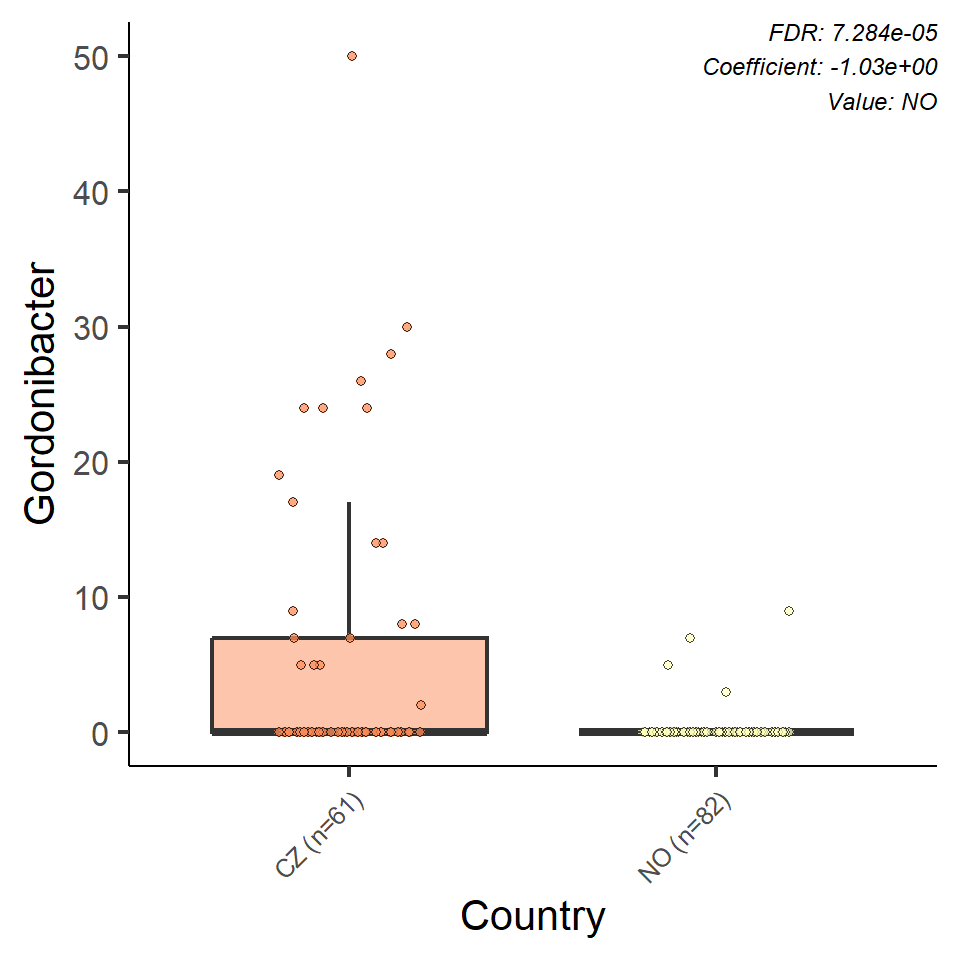 FDR: 7.284e-05
Coefficient: -1.03e+00
Value: NO
50
40
30
20
10
0
Gordonibacter
CZ (n=61)
NO (n=82)
Country